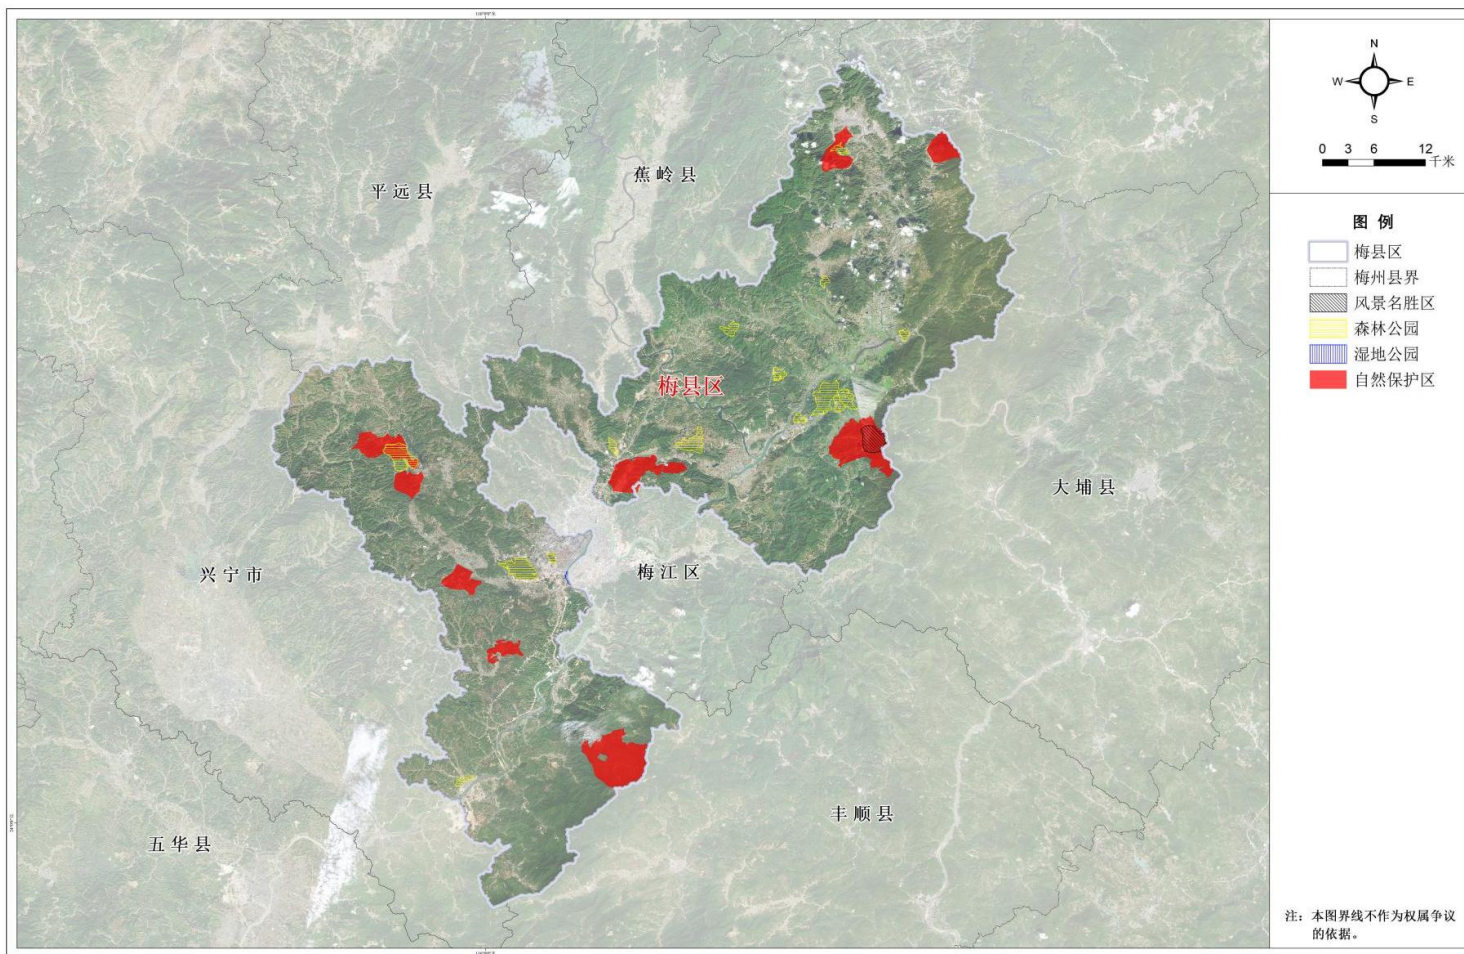 N
W
E
S
0 3 6 12
千米
图 例
梅县区
梅州县界
风景名胜区
森林公园
湿地公园
自然保护区
平远县
蕉岭县
梅县区
大埔县
兴宁市
梅江区
丰顺县
五华县
注：本图界线不作为权属争议
的依据。